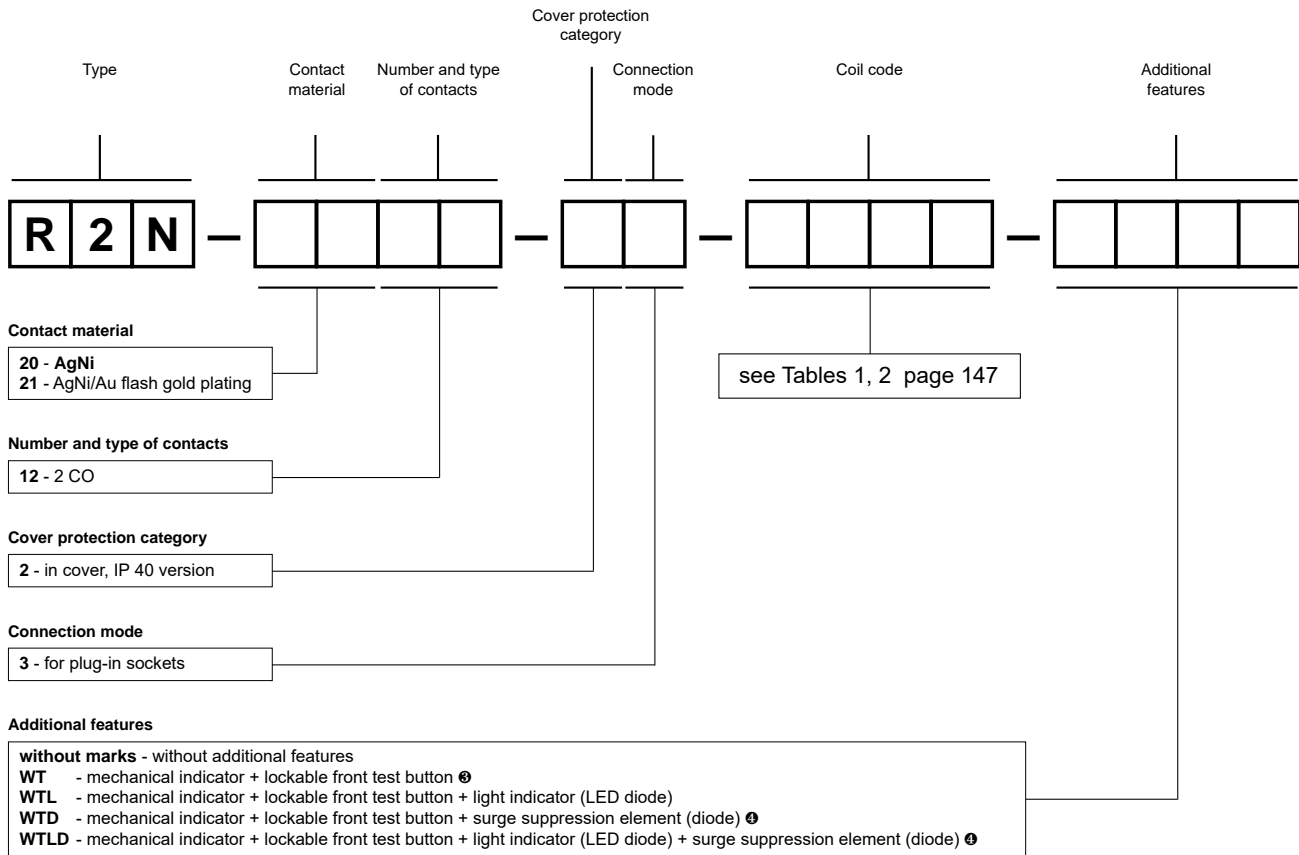 Cover protection
category
Type
Contact
material
Number and type
of contacts
Connection
mode
Coil code
Additional
features
R 2 N – – – –
Contact material
20 - AgNi
21 - AgNi/Au flash gold plating
see Tables 1, 2 page 147
Number and type of contacts
12 - 2 CO
Cover protection category
2 - in cover, IP 40 version
Connection mode
3 - for plug-in sockets
Additional features
without marks - without additional features
WT - mechanical indicator + lockable front test button ❸
WTL - mechanical indicator + lockable front test button + light indicator (LED diode)
WTD - mechanical indicator + lockable front test button + surge suppression element (diode) ❹
WTLD - mechanical indicator + lockable front test button + light indicator (LED diode) + surge suppression element (diode) ❹